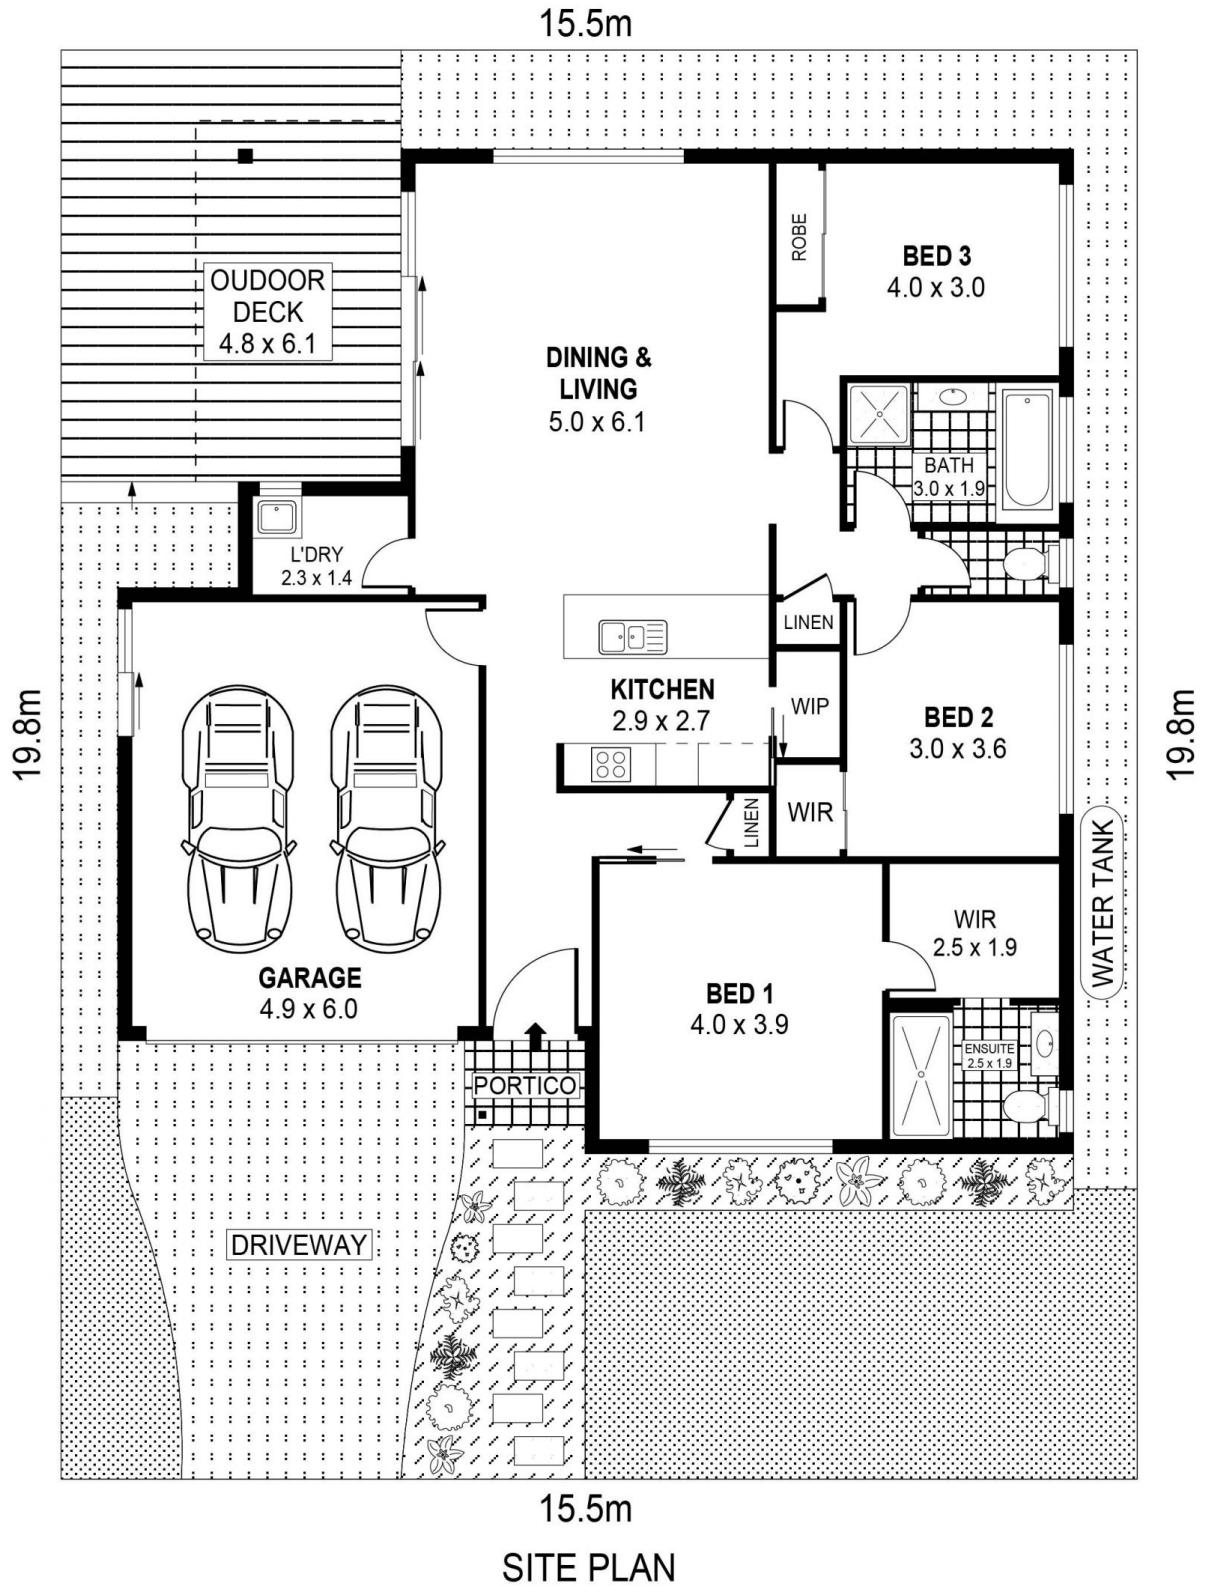 15.5m
ROBE
BED 3
4.0 x 3.0
OUDOOR
DECK
4.8 x 6.1
DINING &
LIVING
5.0 x 6.1
BATH
3.0 x 1.9
L'DRY
2.3 x 1.4
LINEN
KITCHEN
2.9 x 2.7
WIP
BED 2
3.0 x 3.6
19.8m
19.8m
WIR
LINEN
WATER TANK
WIR
2.5 x 1.9
GARAGE
4.9 x 6.0
BED 1
4.0 x 3.9
ENSUITE
2.5 x 1.9
PORTICO
DRIVEWAY
15.5m
SITE PLAN